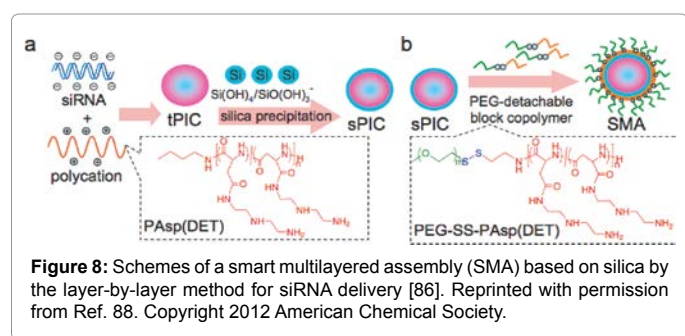 a
siRNA
+
polycation
tPIC
Si Si Si
Si(OH)₄/SiO(OH)₃⁻
silica precipitation
sPIC
PAsp(DET)
b
sPIC
PEG-detachable
block copolymer
SMA
PEG-SS-PAsp(DET)
Figure 8: Schemes of a smart multilayered assembly (SMA) based on silica by
the layer-by-layer method for siRNA delivery [86]. Reprinted with permission
from Ref. 88. Copyright 2012 American Chemical Society.